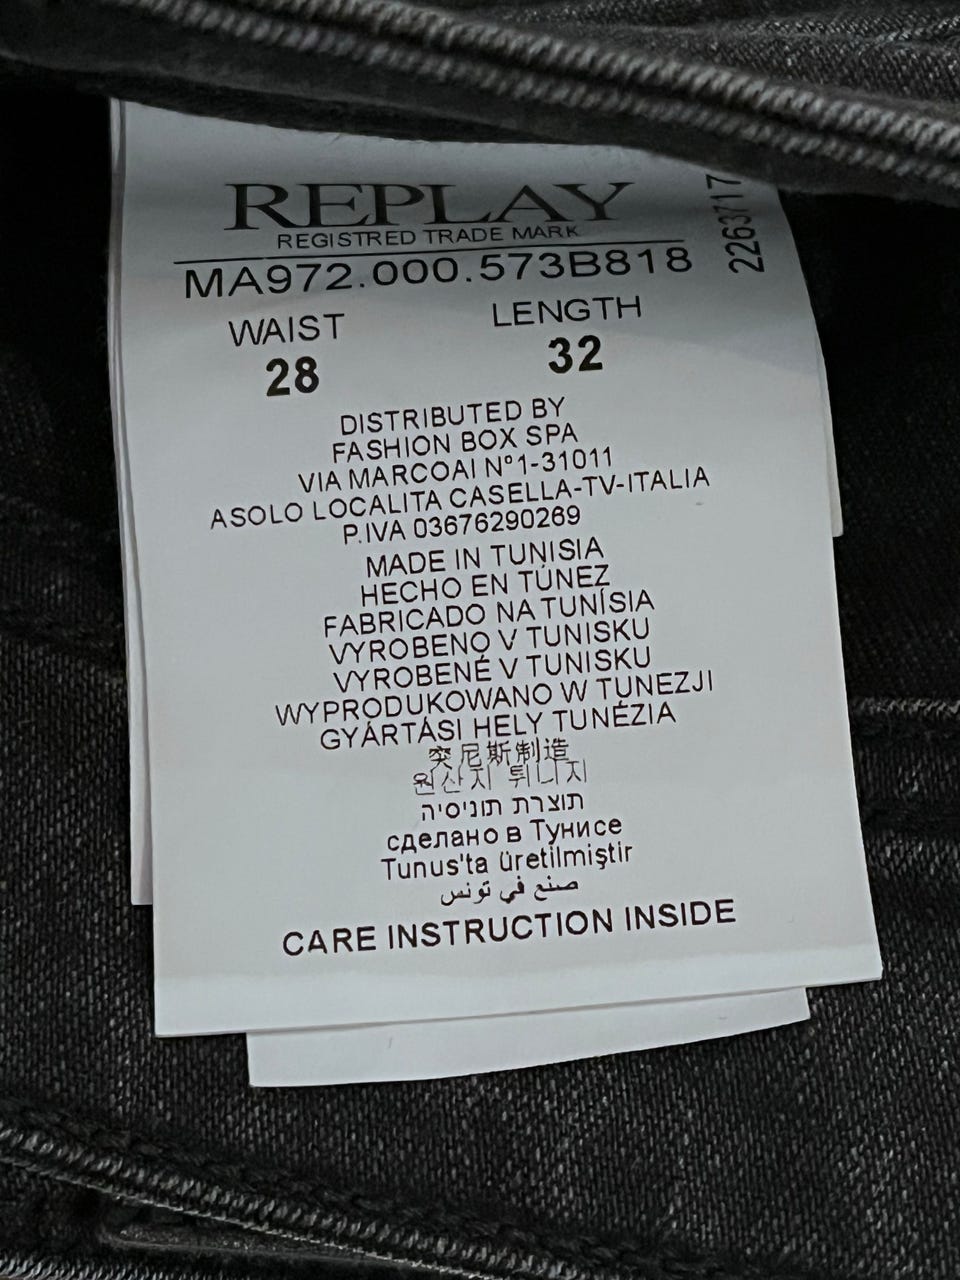 REPLAY
REGISTRED TRADE MARK
2263717
MA972.000.573B818
WAIST LENGTH
28 32
DISTRIBUTED BY
FASHION BOX SPA
VIA MARCOAI Nº1-31011
ASOLO LOCALITA CASELLA-TV-ITALIA
P.IVA 03676290269
MADE IN TUNISIA
HECHO EN TÚNEZ
FABRICADO NA TUNÍSIA
VYROBENO V TUNISKU
VYROBENÉ V TUNISKU
WYPRODUKOWANO W TUNEZJI
GYÁRTÁSI HELY TUNÉZIA
突尼斯制造
원산지 튀니지
תוצרת תוניסיה
сделано в Тунисе
Tunus'ta üretilmiştir
صنع في تونس
CARE INSTRUCTION INSIDE